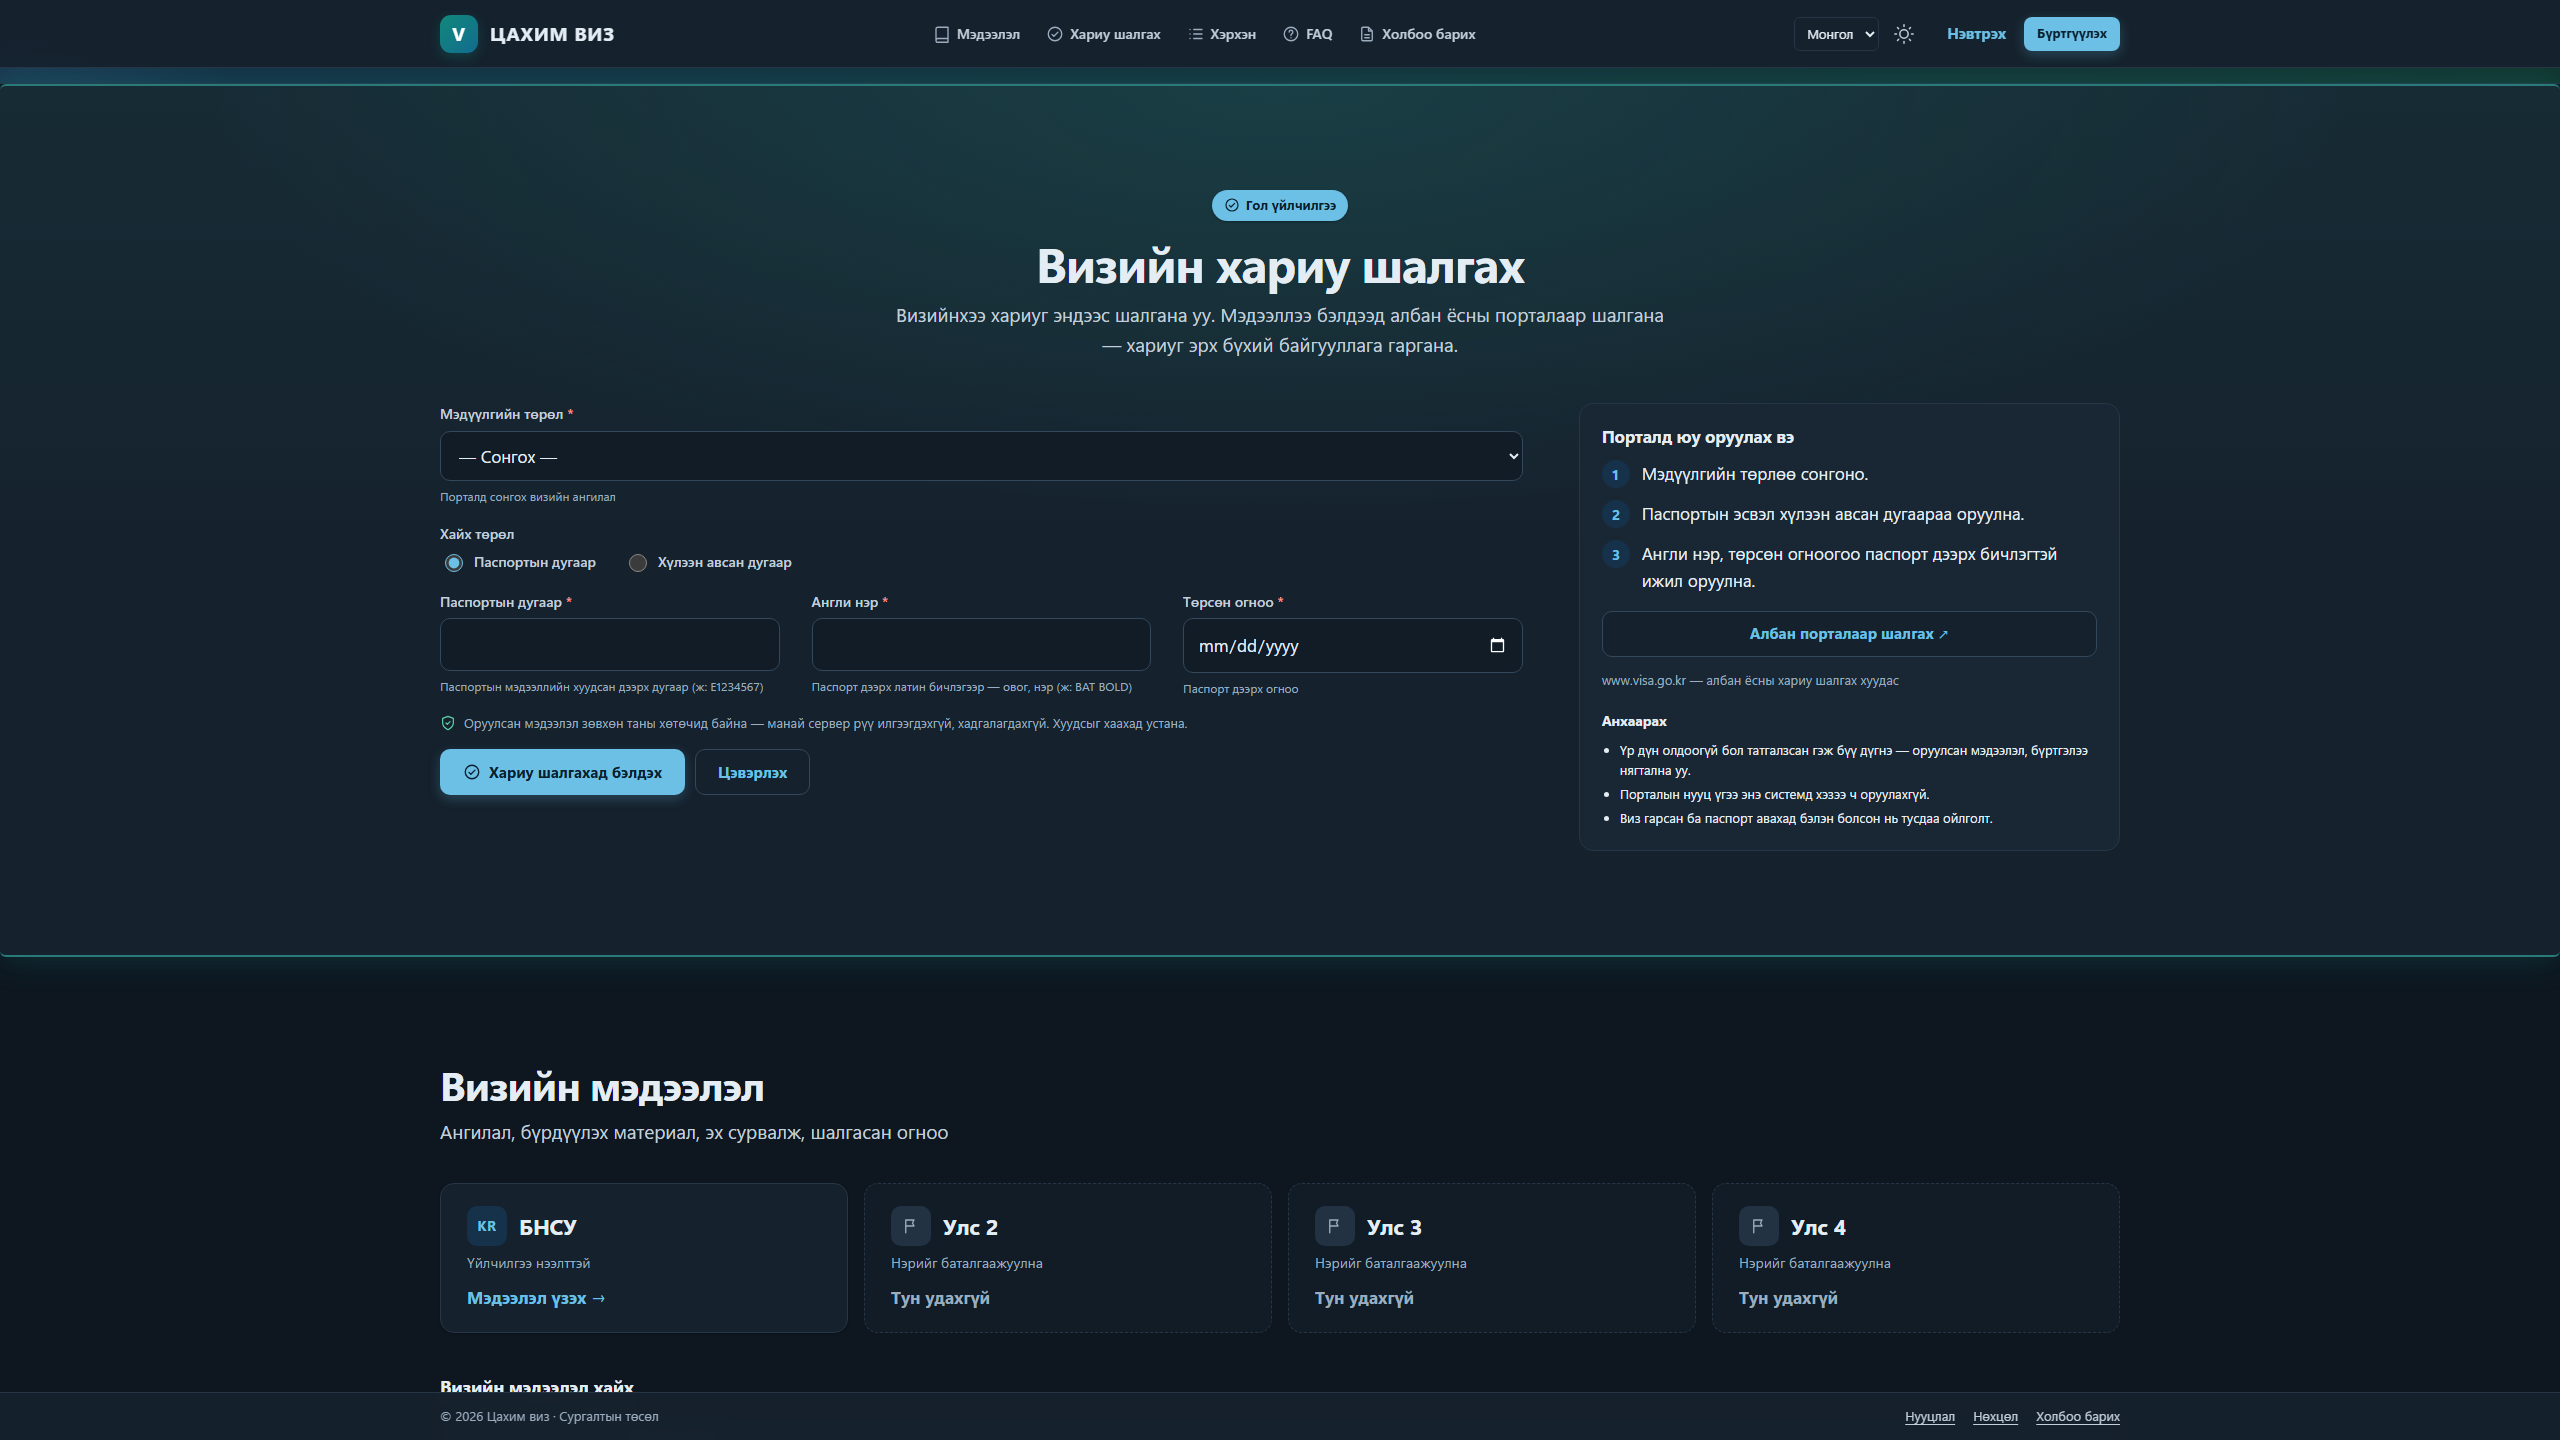 V ЦАХИМ ВИЗ
Мэдээлэл
Хариу шалгах
Хэрхэн
FAQ
Холбоо барих
Монгол
Нэвтрэх
Бүртгүүлэх
Гол үйлчилгээ
Визийн хариу шалгах
Визийнхээ хариуг эндээс шалгана уу. Мэдээллээ бэлдээд албан ёсны порталаар шалгана
— хариуг эрх бүхий байгууллага гаргана.
Мэдүүлгийн төрөл *
— Сонгох —
Порталд сонгох визийн ангилал
Хайх төрөл
Паспортын дугаар
Хүлээн авсан дугаар
Паспортын дугаар *
Паспортын мэдээллийн хуудсан дээрх дугаар (ж: E1234567)
Англи нэр *
Паспорт дээрх латин бичлэгээр — овог, нэр (ж: BAT BOLD)
Төрсөн огноо *
mm/dd/yyyy
Паспорт дээрх огноо
Оруулсан мэдээлэл зөвхөн таны хөтөчид байна — манай сервер рүү илгээгдэхгүй, хадгалагдахгүй. Хуудсыг хаахад устана.
Хариу шалгахад бэлдэх
Цэвэрлэх
Порталд юу оруулах вэ
1 Мэдүүлгийн төрлөө сонгоно.
2 Паспортын эсвэл хүлээн авсан дугаараа оруулна.
3 Англи нэр, төрсөн огноогоо паспорт дээрх бичлэгтэй
ижил оруулна.
Албан порталаар шалгах ↗
www.visa.go.kr — албан ёсны хариу шалгах хуудас
Анхаарах
• Үр дүн олдоогүй бол татгалзсан гэж бүү дүгнэ — оруулсан мэдээлэл, бүртгэлээ
нягтална уу.
• Порталын нууц үгээ энэ системд хэзээ ч оруулахгүй.
• Виз гарсан ба паспорт авахад бэлэн болсон нь тусдаа ойлголт.
Визийн мэдээлэл
Ангилал, бүрдүүлэх материал, эх сурвалж, шалгасан огноо
KR БНСУ
Үйлчилгээ нээлттэй
Мэдээлэл үзэх →
Улс 2
Нэрийг баталгаажуулна
Тун удахгүй
Улс 3
Нэрийг баталгаажуулна
Тун удахгүй
Улс 4
Нэрийг баталгаажуулна
Тун удахгүй
Визийн мэдээлэл хайх
© 2026 Цахим виз · Сургалтын төсөл
Нууцлал
Нөхцөл
Холбоо барих